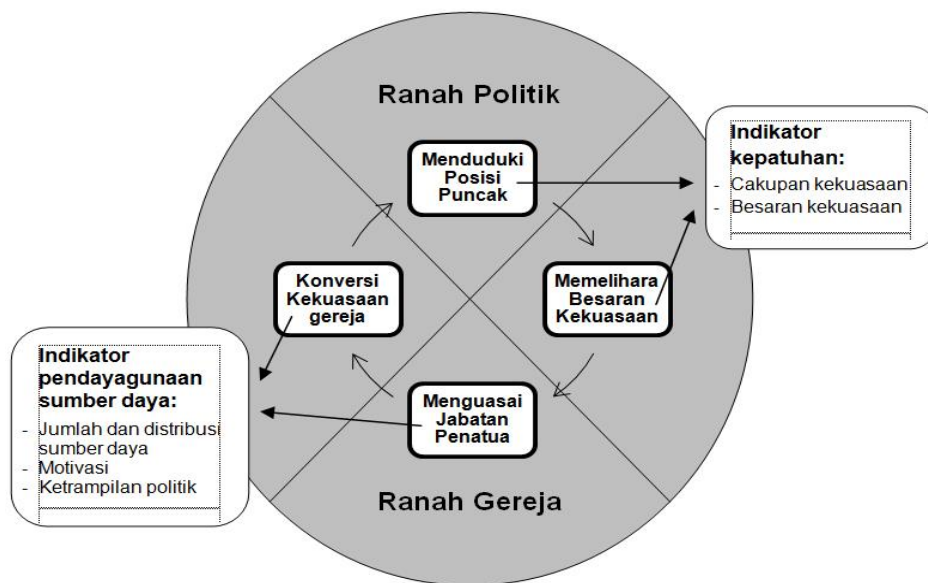 Ranah Politik
Menduduki
Posisi
Puncak
Indikator
kepatuhan:
- Cakupan kekuasaan
- Besaran kekuasaan
Konversi
Kekuasaan
gereja
Memelihara
Besaran
Kekuasaan
Indikator
pendayagunaan
sumber daya:
- Jumlah dan distribusi
sumber daya
- Motivasi
- Ketrampilan politik
Menguasai
Jabatan
Penatua
Ranah Gereja